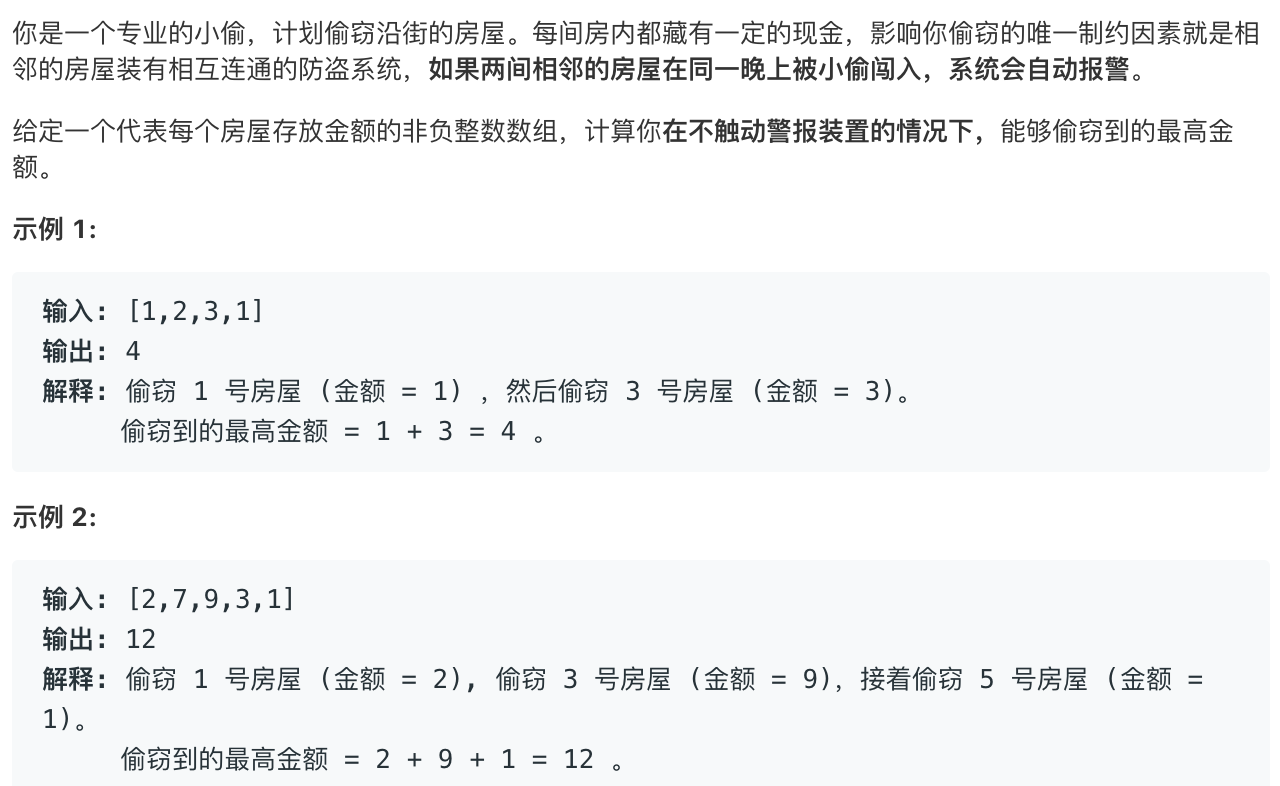 你是一个专业的小偷，计划偷窃沿街的房屋。每间房内都藏有一定的现金，影响你偷窃的唯一制约因素就是相
邻的房屋装有相互连通的防盗系统，如果两间相邻的房屋在同一晚上被小偷闯入，系统会自动报警。
给定一个代表每个房屋存放金额的非负整数数组，计算你在不触动警报装置的情况下，能够偷窃到的最高金
额。
示例 1:
输入: [1,2,3,1]
输出: 4
解释: 偷窃 1 号房屋 (金额 = 1) ，然后偷窃 3 号房屋 (金额 = 3)。
偷窃到的最高金额 = 1 + 3 = 4 。
示例 2:
输入: [2,7,9,3,1]
输出: 12
解释: 偷窃 1 号房屋 (金额 = 2), 偷窃 3 号房屋 (金额 = 9)，接着偷窃 5 号房屋 (金额 =
1)。
偷窃到的最高金额 = 2 + 9 + 1 = 12 。